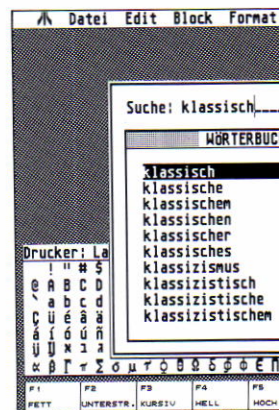 Datei Edit Block Format
Suche: klassisch
WÖRTERBUC
klassisch
klassische
klassischem
klassischen
klassischer
klassisches
klassizismus
klassizistisch
klassizistische
klassizistischem
Drucker: La
! " # $
@ A B C D
` a b c d
Ç ü é â ä
á í ó ú ñ
α β Γ π Σ σ µ τ Φ Θ Ω δ ϕ ϕ ∈ Π
F1 F2 F3 F4 F5
FETT UNTERSTR. KURSIV HELL HOCH